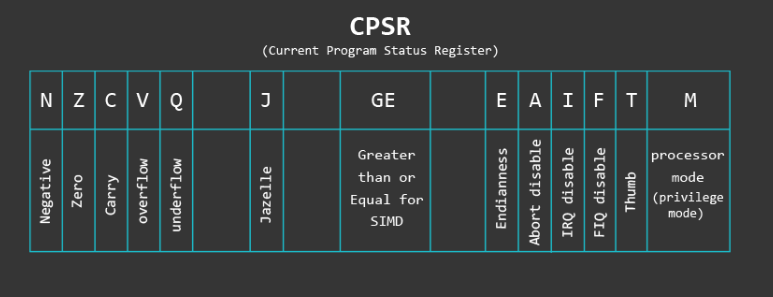 CPSR
(Current Program Status Register)
N Z C V Q J GE E A I F T M
Negative
Zero
Carry
overflow
underflow
Jazelle
Greater
than or
Equal for
SIMD
Endianness
Abort disable
IRQ disable
FIQ disable
Thumb
processor
mode
(privilege
mode)